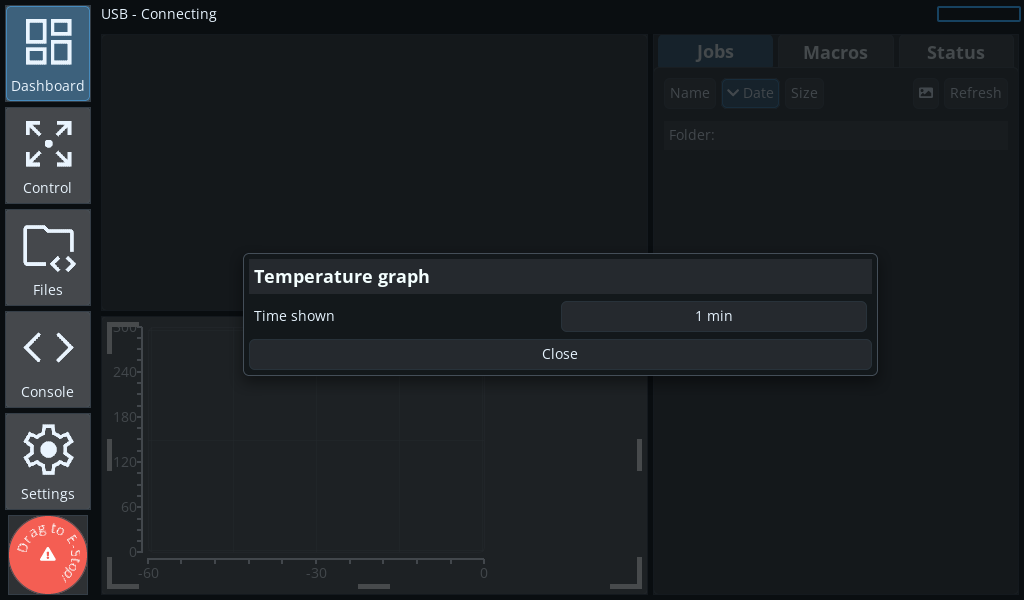 USB - Connecting
Dashboard
Control
Files
Console
Settings
Drag to E-Stop!
Jobs Macros Status
Name Date Size Refresh
Folder:
Temperature graph
Time shown 1 min
Close
300
240
180
120
60
0
-60 -30 0